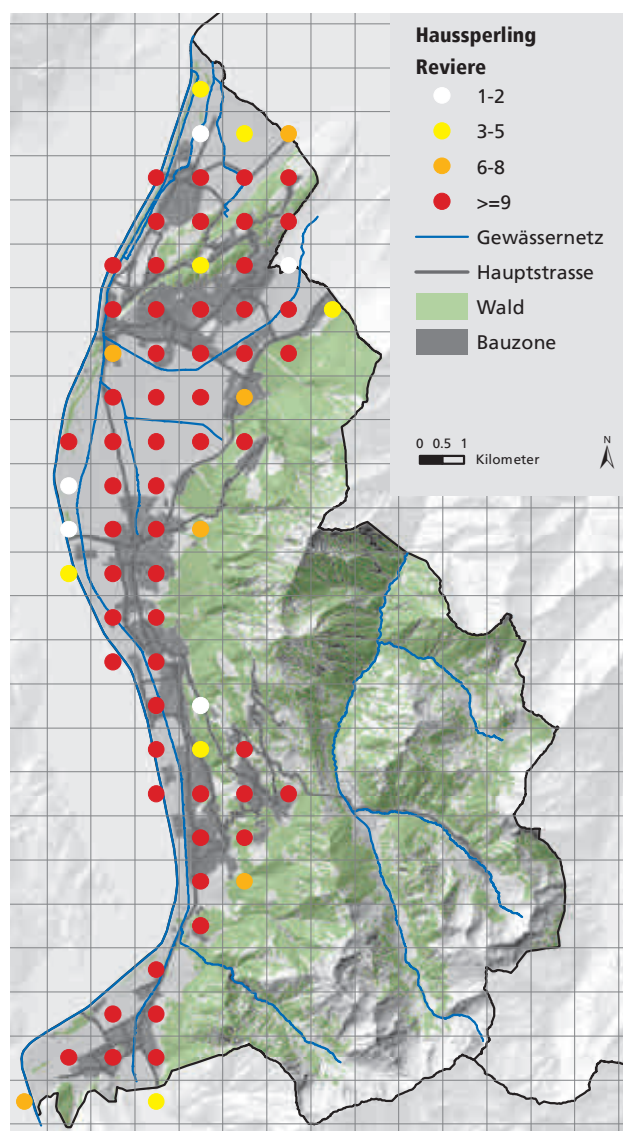 Haussperling
Reviere
1-2
3-5
6-8
>=9
Gewässernetz
Hauptstrasse
Wald
Bauzone
0 0.5 1
Kilometer
N